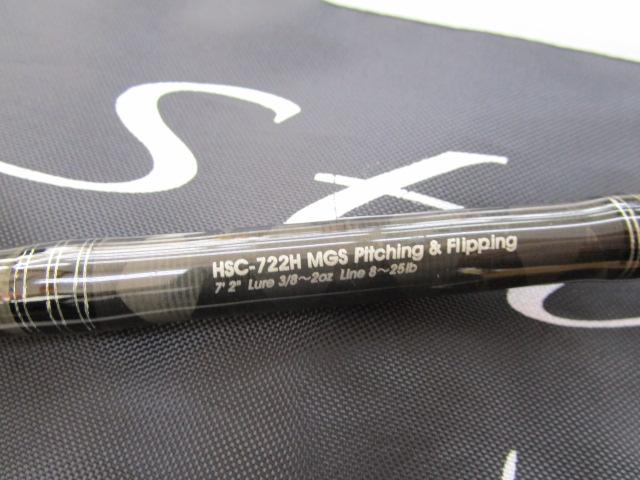 HSC-722H MGS Pitching & Flipping
7' 2" Lure 3/8~2oz Line 8~25lb
S t